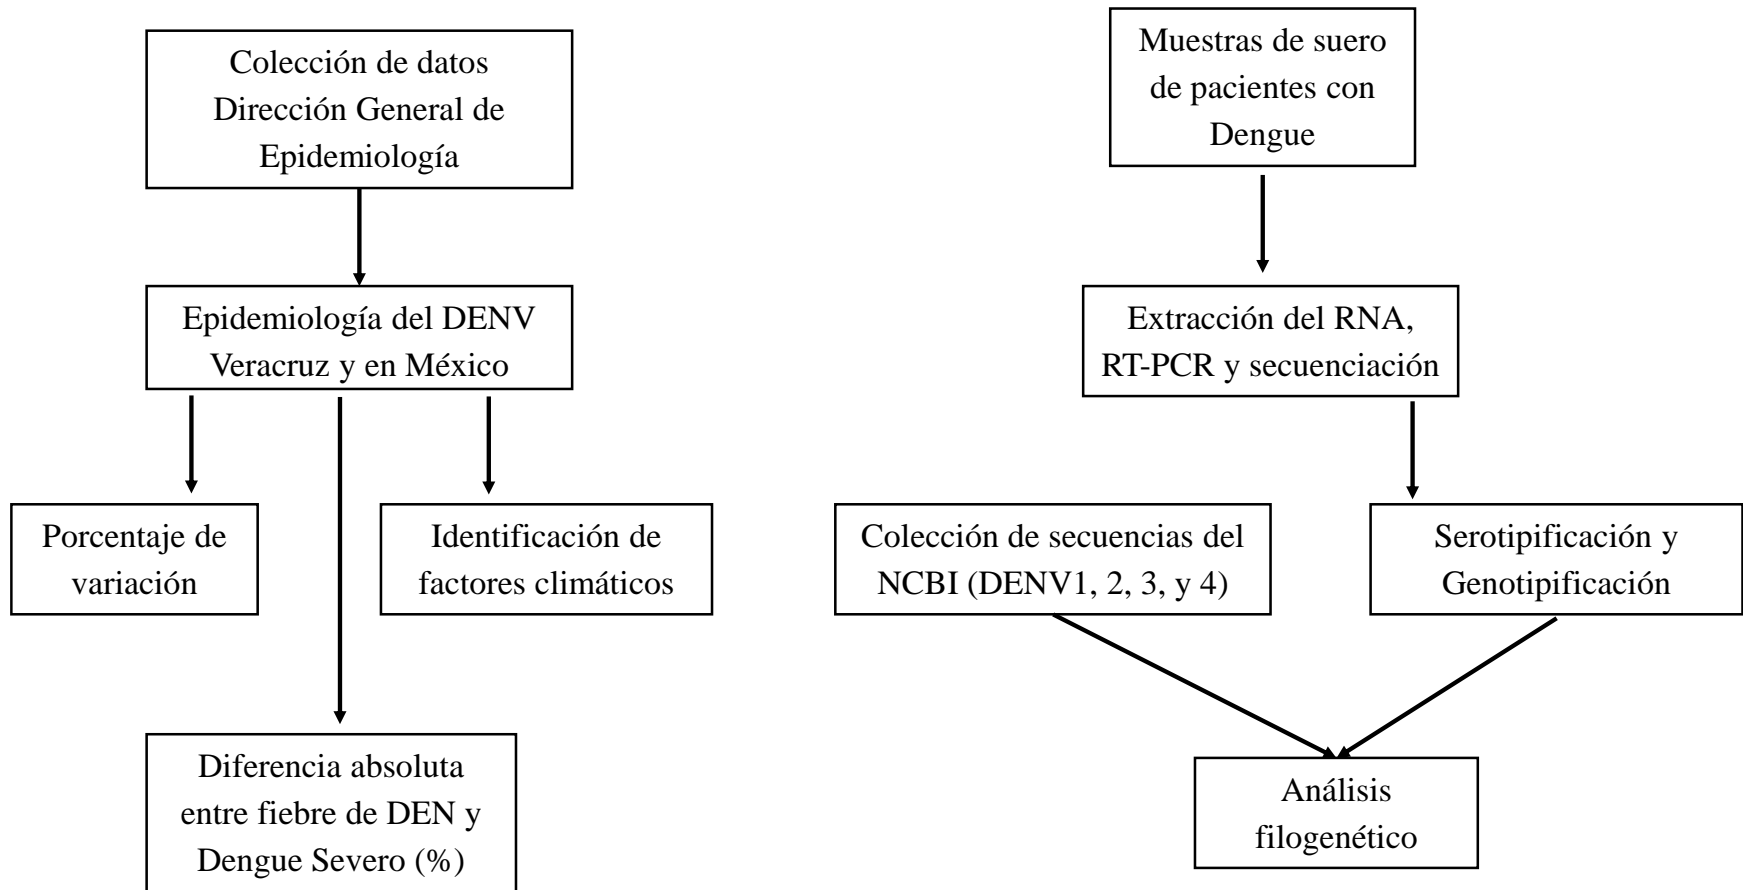 Colección de datos
Dirección General de
Epidemiología
Epidemiología del DENV
Veracruz y en México
Porcentaje de
variación
Identificación de
factores climáticos
Diferencia absoluta
entre fiebre de DEN y
Dengue Severo (%)
Muestras de suero
de pacientes con
Dengue
Extracción del RNA,
RT-PCR y secuenciación
Colección de secuencias del
NCBI (DENV1, 2, 3, y 4)
Serotipificación y
Genotipificación
Análisis
filogenético